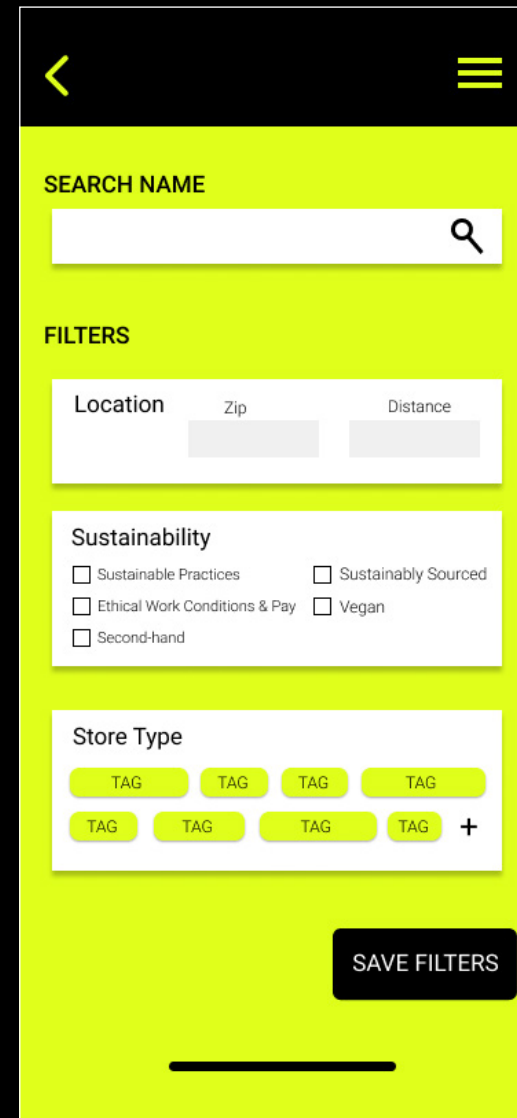 SEARCH NAME
FILTERS
Location Zip Distance
Sustainability
Sustainable Practices Sustainably Sourced
Ethical Work Conditions & Pay Vegan
Second-hand
Store Type
TAG TAG TAG TAG
TAG TAG TAG TAG +
SAVE FILTERS